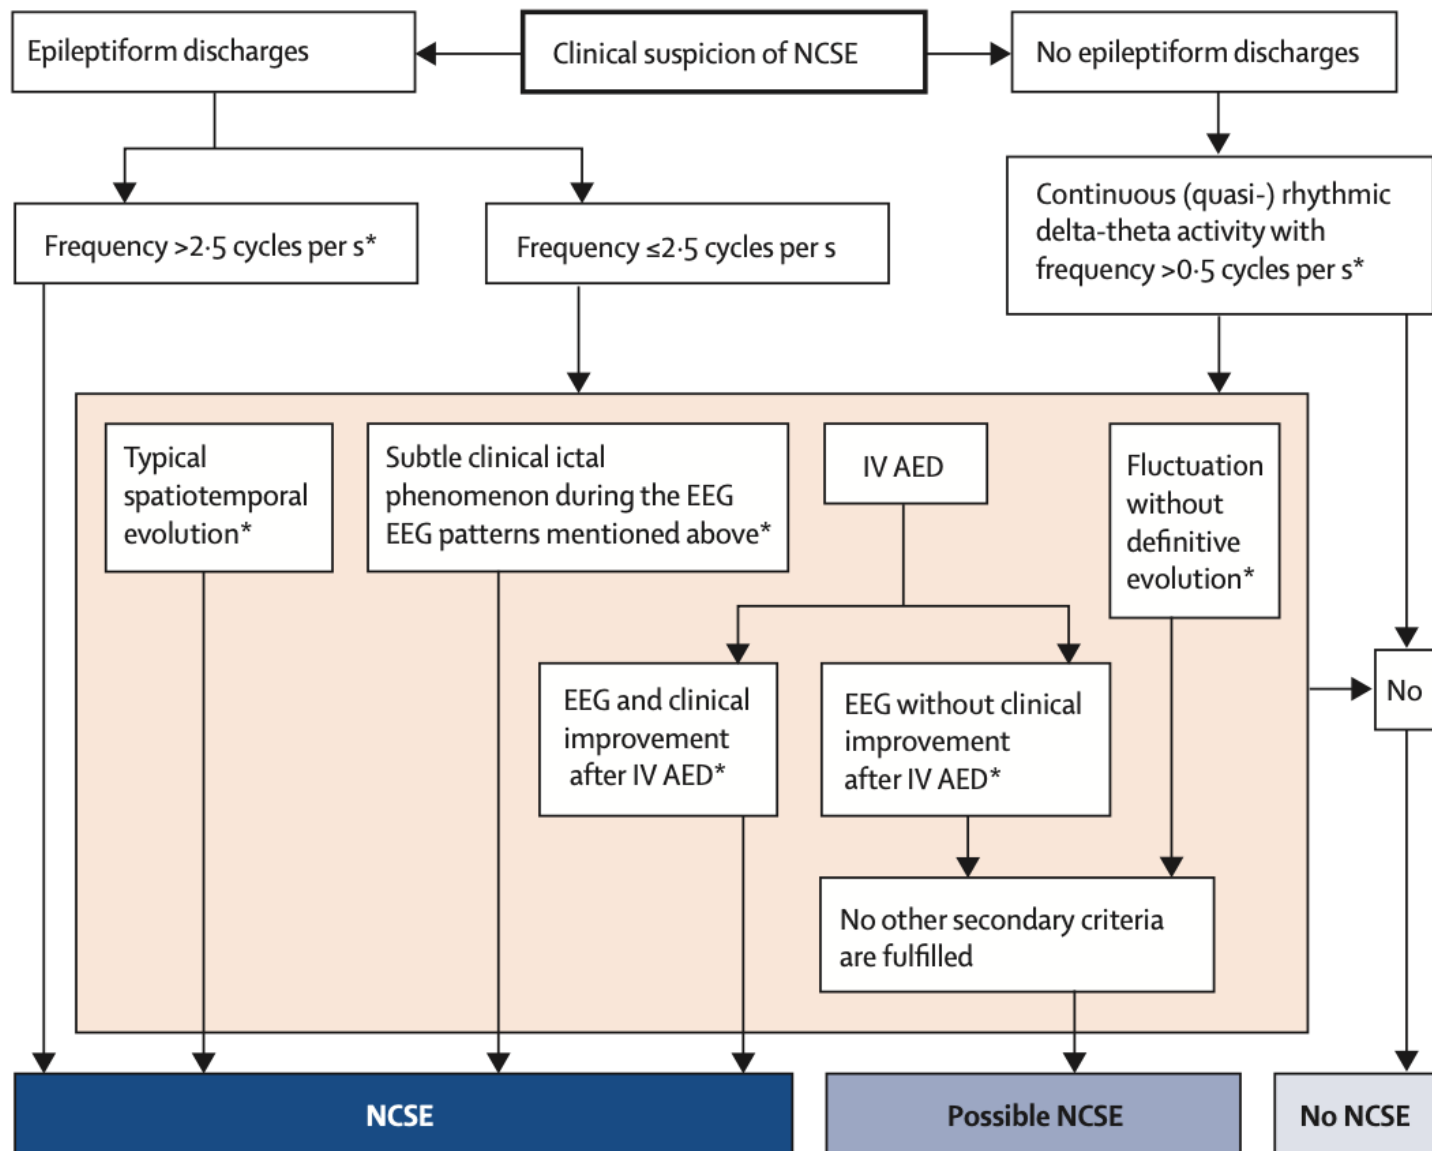 Epileptiform discharges
Clinical suspicion of NCSE
No epileptiform discharges
Frequency >2·5 cycles per s*
Frequency ≤2·5 cycles per s
Continuous (quasi-) rhythmic
delta-theta activity with
frequency >0·5 cycles per s*
Typical
spatiotemporal
evolution*
Subtle clinical ictal
phenomenon during the EEG
EEG patterns mentioned above*
IV AED
Fluctuation
without
definitive
evolution*
EEG and clinical
improvement
after IV AED*
EEG without clinical
improvement
after IV AED*
No
No other secondary criteria
are fulfilled
NCSE
Possible NCSE
No NCSE